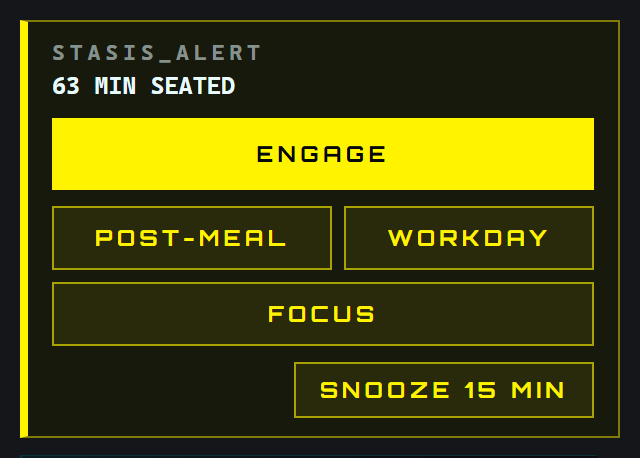 STASIS_ALERT
63 MIN SEATED
ENGAGE
POST-MEAL WORKDAY
FOCUS
SNOOZE 15 MIN